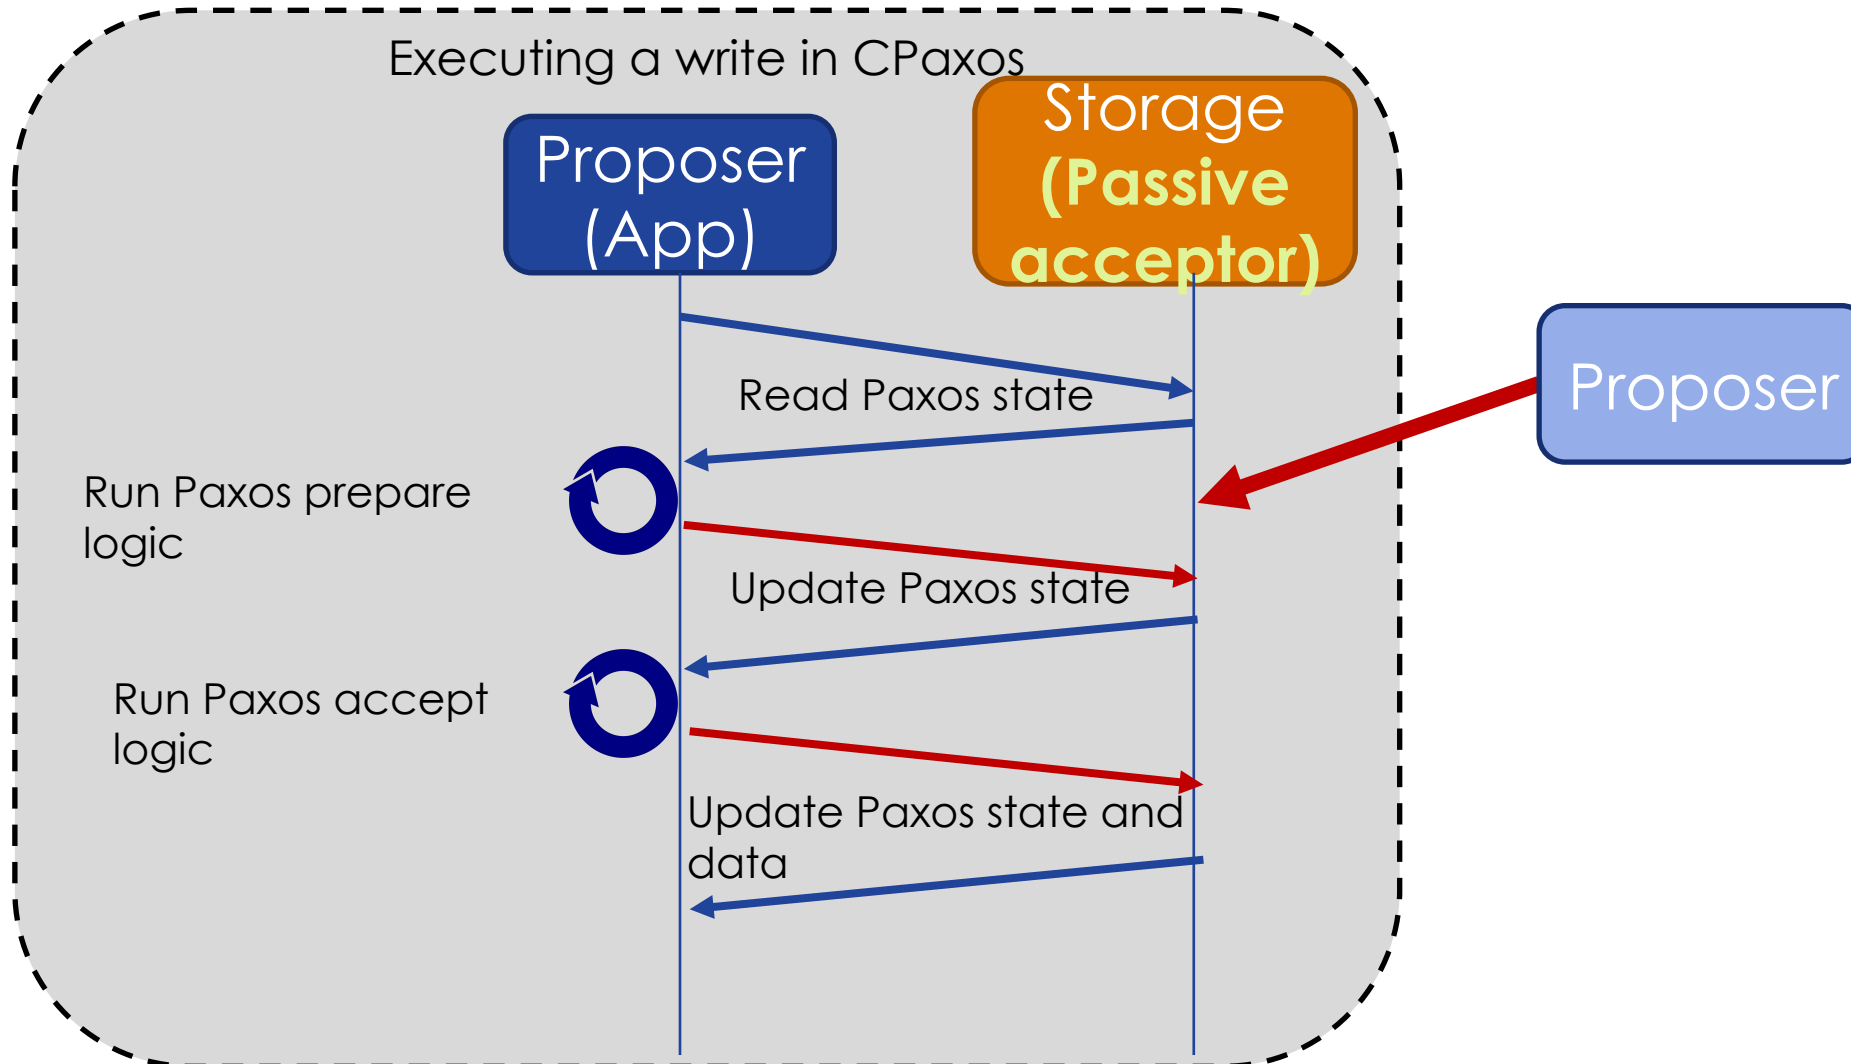 Executing a write in CPaxos
Proposer
(App)
Storage
(Passive
acceptor)
Read Paxos state
Proposer
Run Paxos prepare
logic
Update Paxos state
Run Paxos accept
logic
Update Paxos state and
data